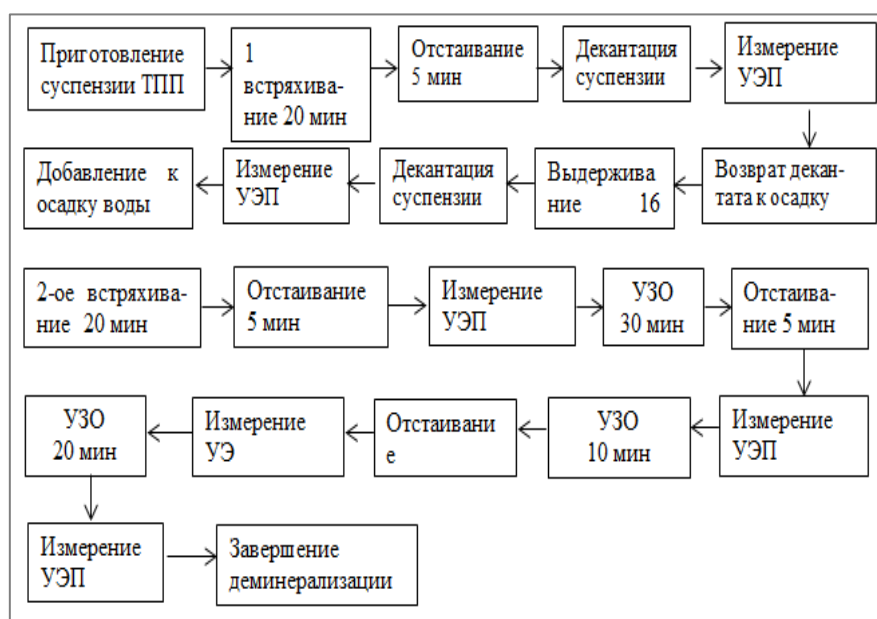 Приготовление
суспензии ТПП
1
встряхива-
ние 20 мин
Отстаивание
5 мин
Декантация
суспензии
Измерение
УЭП
Добавление к
осадку воды
Измерение
УЭП
Декантация
суспензии
Выдержива
ние 16
Возврат декан-
тата к осадку
2-ое встряхива-
ние 20 мин
Отстаивание
5 мин
Измерение
УЭП
УЗО
30 мин
Отстаива-
ние 5 мин
УЗО
20 мин
Измерение
УЭ
Отстаивани
е
УЗО
10 мин
Измерение
УЭП
Измерение
УЭП
Завершение
деминерализации